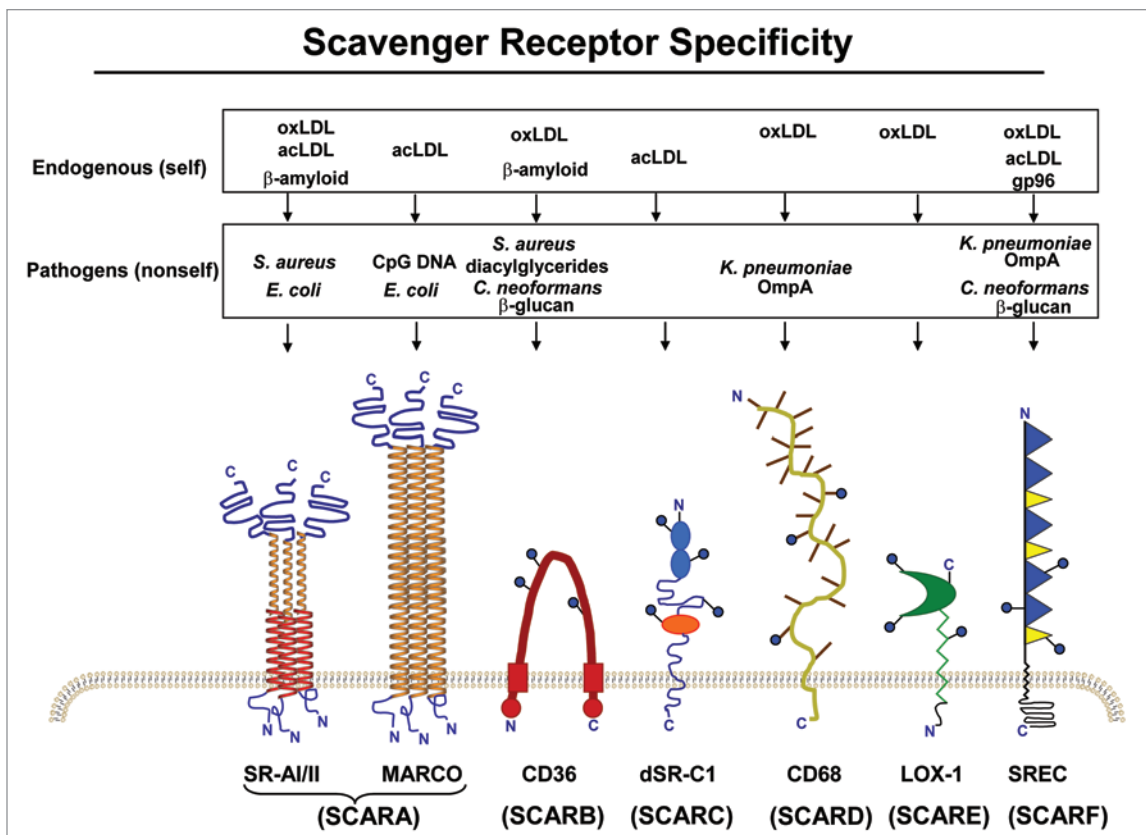 Scavenger Receptor Specificity
Endogenous (self)
oxLDL
acLDL
β-amyloid
acLDL
oxLDL
β-amyloid
acLDL
oxLDL
oxLDL
oxLDL
acLDL
gp96
Pathogens (nonself)
S. aureus
E. coli
CpG DNA
E. coli
S. aureus
diacylglycerides
C. neoformans
β-glucan
K. pneumoniae
OmpA
K. pneumoniae
OmpA
C. neoformans
β-glucan
C
C
C
N
N
N
C
C
C
N
N
N
N
C
N
C
N
C
C
N
N
C
SR-AI/II
MARCO
CD36
dSR-C1
CD68
LOX-1
SREC
(SCARA)
(SCARB)
(SCARC)
(SCARD)
(SCARE)
(SCARF)